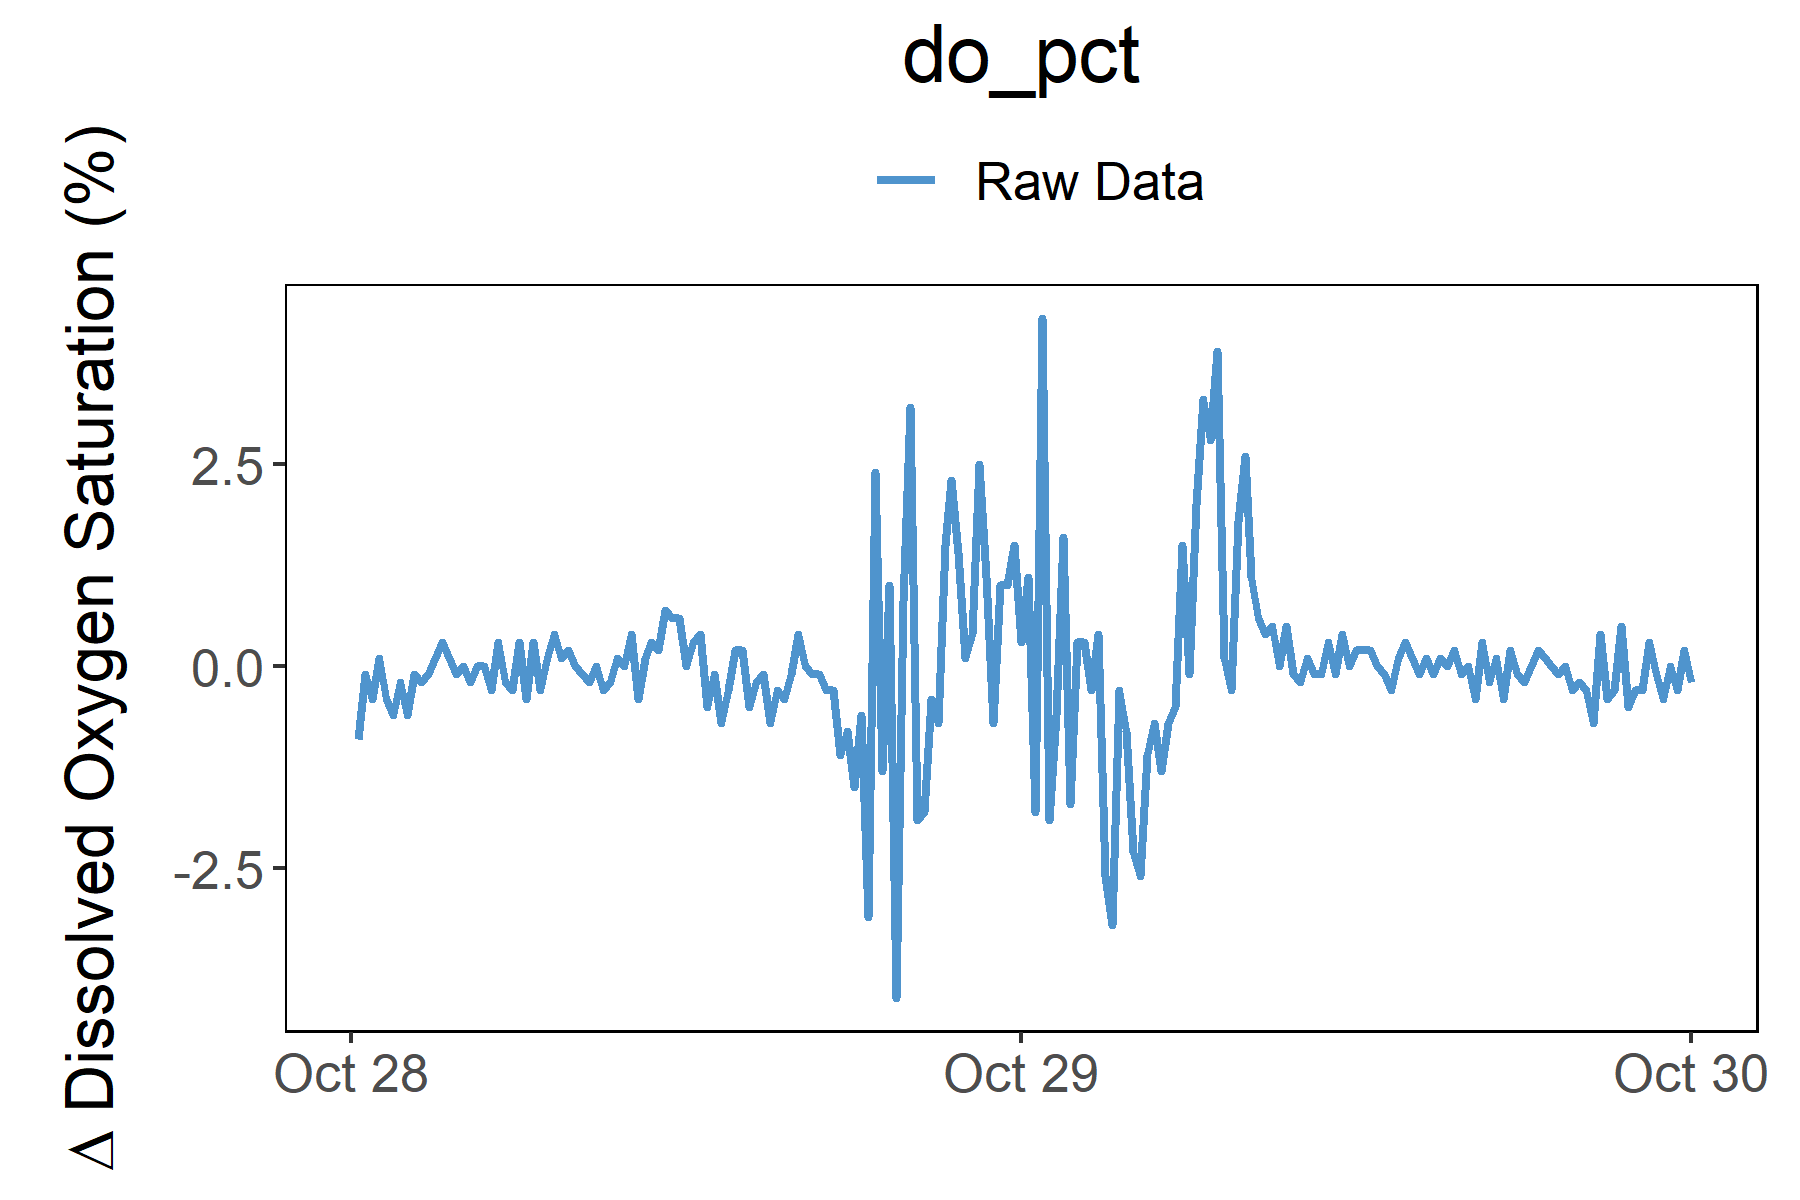 do_pct
Raw Data
Δ Dissolved Oxygen Saturation (%)
2.5
0.0
-2.5
Oct 28
Oct 29
Oct 30